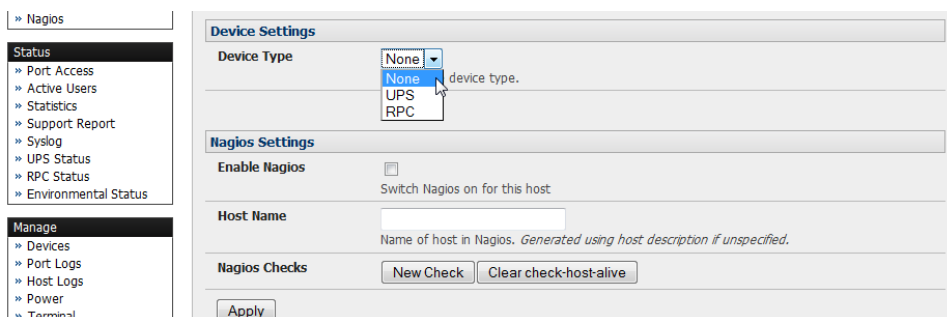 » Nagios
Status
» Port Access
» Active Users
» Statistics
» Support Report
» Syslog
» UPS Status
» RPC Status
» Environmental Status
Manage
» Devices
» Port Logs
» Host Logs
» Power
» Terminal
Device Settings
Device Type
None
None
device type.
UPS
RPC
Nagios Settings
Enable Nagios
Switch Nagios on for this host
Host Name
Name of host in Nagios. Generated using host description if unspecified.
Nagios Checks
New Check
Clear check-host-alive
Apply